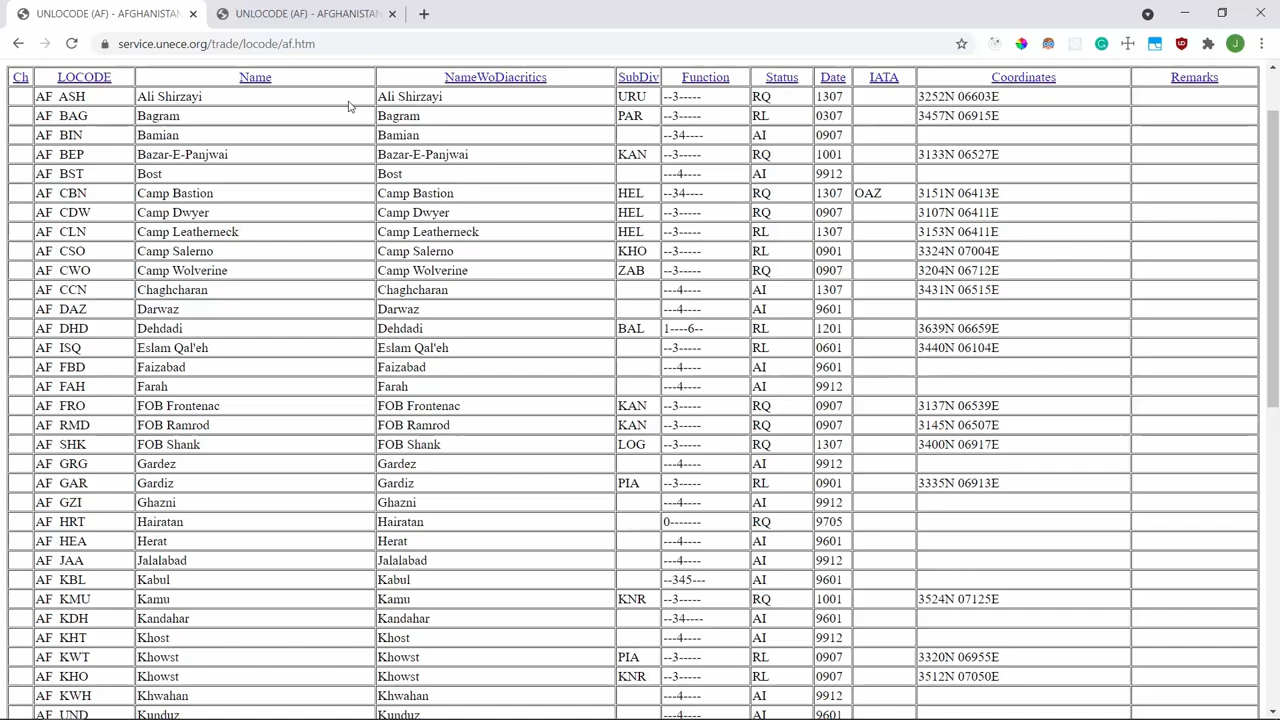 UNLOCODE (AF) - AFGHANISTAN
UNLOCODE (AF) - AFGHANISTAN
service.unece.org/trade/locode/af.htm
Ch LOCODE Name NameWoDiacritics SubDiv Function Status Date IATA Coordinates Remarks
AF ASH Ali Shirzayi Ali Shirzayi URU --3----- RQ 1307 3252N 06603E
AF BAG Bagram Bagram PAR --3----- RL 0307 3457N 06915E
AF BIN Bamian Bamian --34---- AI 0907
AF BEP Bazar-E-Panjwai Bazar-E-Panjwai KAN --3----- RQ 1001 3133N 06527E
AF BST Bost Bost ---4---- AI 9912
AF CBN Camp Bastion Camp Bastion HEL --34---- RQ 1307 OAZ 3151N 06413E
AF CDW Camp Dwyer Camp Dwyer HEL --3----- RQ 0907 3107N 06411E
AF CLN Camp Leatherneck Camp Leatherneck HEL --3----- RL 1307 3153N 06411E
AF CSO Camp Salerno Camp Salerno KHO --3----- RL 0901 3324N 07004E
AF CWO Camp Wolverine Camp Wolverine ZAB --3----- RQ 0907 3204N 06712E
AF CCN Chaghcharan Chaghcharan ---4---- AI 1307 3431N 06515E
AF DAZ Darwaz Darwaz ---4---- AI 9601
AF DHD Dehdadi Dehdadi BAL 1----6-- RL 1201 3639N 06659E
AF ISQ Eslam Qal'eh Eslam Qal'eh --3----- RL 0601 3440N 06104E
AF FBD Faizabad Faizabad ---4---- AI 9601
AF FAH Farah Farah ---4---- AI 9912
AF FRO FOB Frontenac FOB Frontenac KAN --3----- RQ 0907 3137N 06539E
AF RMD FOB Ramrod FOB Ramrod KAN --3----- RQ 0907 3145N 06507E
AF SHK FOB Shank FOB Shank LOG --3----- RQ 1307 3400N 06917E
AF GRG Gardez Gardez ---4---- AI 9912
AF GAR Gardiz Gardiz PIA --3----- RL 0901 3335N 06913E
AF GZI Ghazni Ghazni ---4---- AI 9912
AF HRT Hairatan Hairatan 0------- RQ 9705
AF HEA Herat Herat ---4---- AI 9601
AF JAA Jalalabad Jalalabad ---4---- AI 9912
AF KBL Kabul Kabul --345--- AI 9601
AF KMU Kamu Kamu KNR --3----- RQ 1001 3524N 07125E
AF KDH Kandahar Kandahar --34---- AI 9601
AF KHT Khost Khost ---4---- AI 9912
AF KWT Khowst Khowst PIA --3----- RL 0907 3320N 06955E
AF KHO Khowst Khowst KNR --3----- RL 0907 3512N 07050E
AF KWH Khwahan Khwahan ---4---- AI 9912
AF UND Kunduz Kunduz ---4---- AI 9601